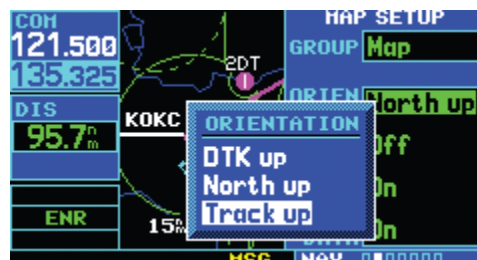 COM
121.500
135.325
DIS
95.7nm
ENR
2DT
KOKC
ORIENTATION
DTK up
North up
Track up
MAP SETUP
GROUP Map
ORIEN North up
Off
On
On
MSG
NAV